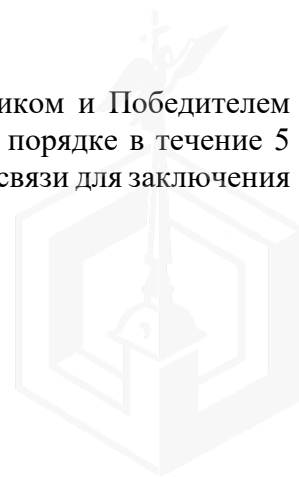 иком и Победителем
порядке в течение 5
связи для заключения